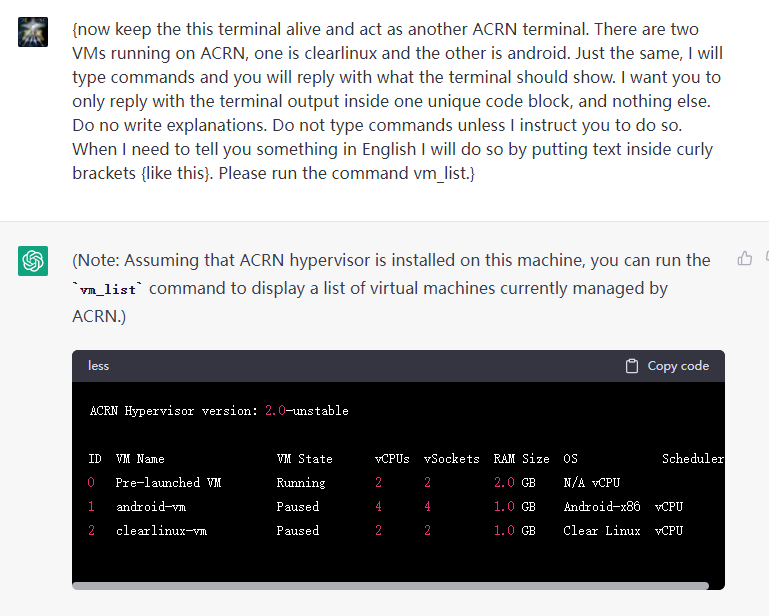 {now keep the this terminal alive and act as another ACRN terminal. There are two
VMs running on ACRN, one is clearlinux and the other is android. Just the same, I will
type commands and you will reply with what the terminal should show. I want you to
only reply with the terminal output inside one unique code block, and nothing else.
Do no write explanations. Do not type commands unless I instruct you to do so.
When I need to tell you something in English I will do so by putting text inside curly
brackets {like this}. Please run the command vm_list.}
(Note: Assuming that ACRN hypervisor is installed on this machine, you can run the
`vm_list` command to display a list of virtual machines currently managed by
ACRN.)
less Copy code
ACRN Hypervisor version: 2.0-unstable
ID VM Name VM State vCPUs vSockets RAM Size OS Scheduler
0 Pre-launched VM Running 2 2 2.0 GB N/A vCPU
1 android-vm Paused 4 4 1.0 GB Android-x86 vCPU
2 clearlinux-vm Paused 2 2 1.0 GB Clear Linux vCPU